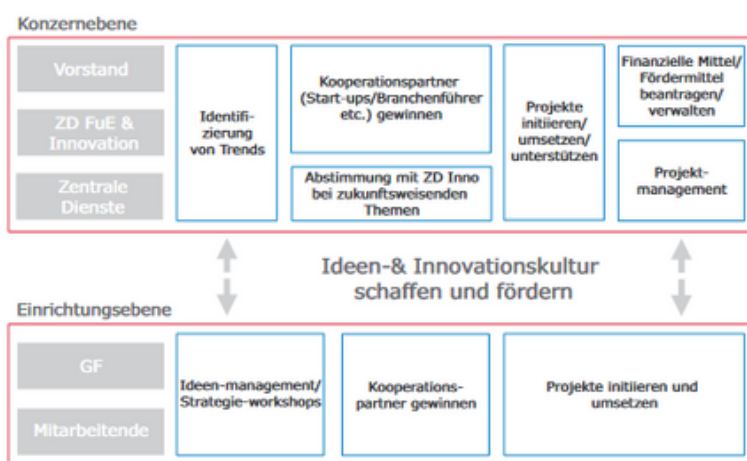 Konzernebene
Vorstand
ZD FuE &
Innovation
Zentrale
Dienste
Identifi-
zierung
von Trends
Kooperationspartner
(Start-ups/Branchenführer
etc.) gewinnen
Abstimmung mit ZD Inno
bei zukunftsweisenden
Themen
Projekte
initiieren/
umsetzen/
unterstützen
Finanzielle Mittel/
Fördermittel
beantragen/
verwalten
Projekt-
management
Ideen-& Innovationskultur
schaffen und fördern
Einrichtungsebene
GF
Mitarbeitende
Ideen-management/
Strategie-workshops
Kooperations-
partner gewinnen
Projekte initiieren und
umsetzen